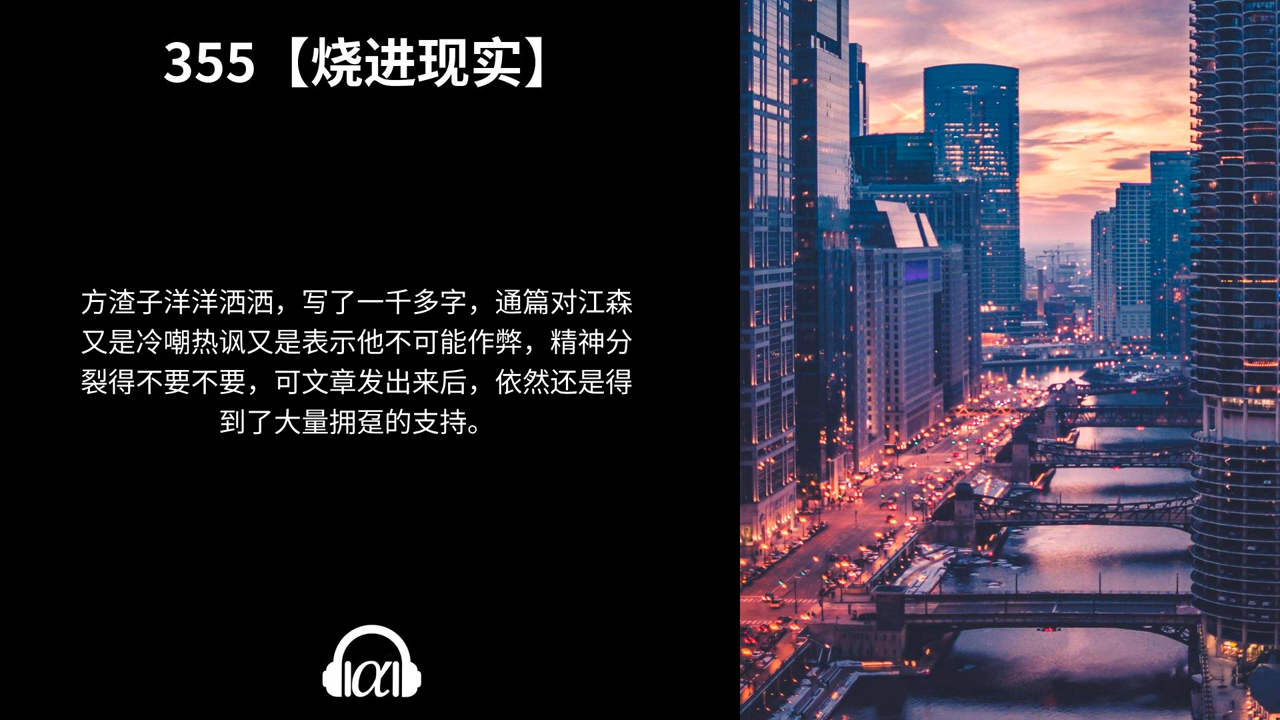 355【烧进现实】
方渣子洋洋洒洒，写了一千多字，通篇对江森
又是冷嘲热讽又是表示他不可能作弊，精神分
裂得不要不要，可文章发出来后，依然还是得
到了大量拥趸的支持。
|α|